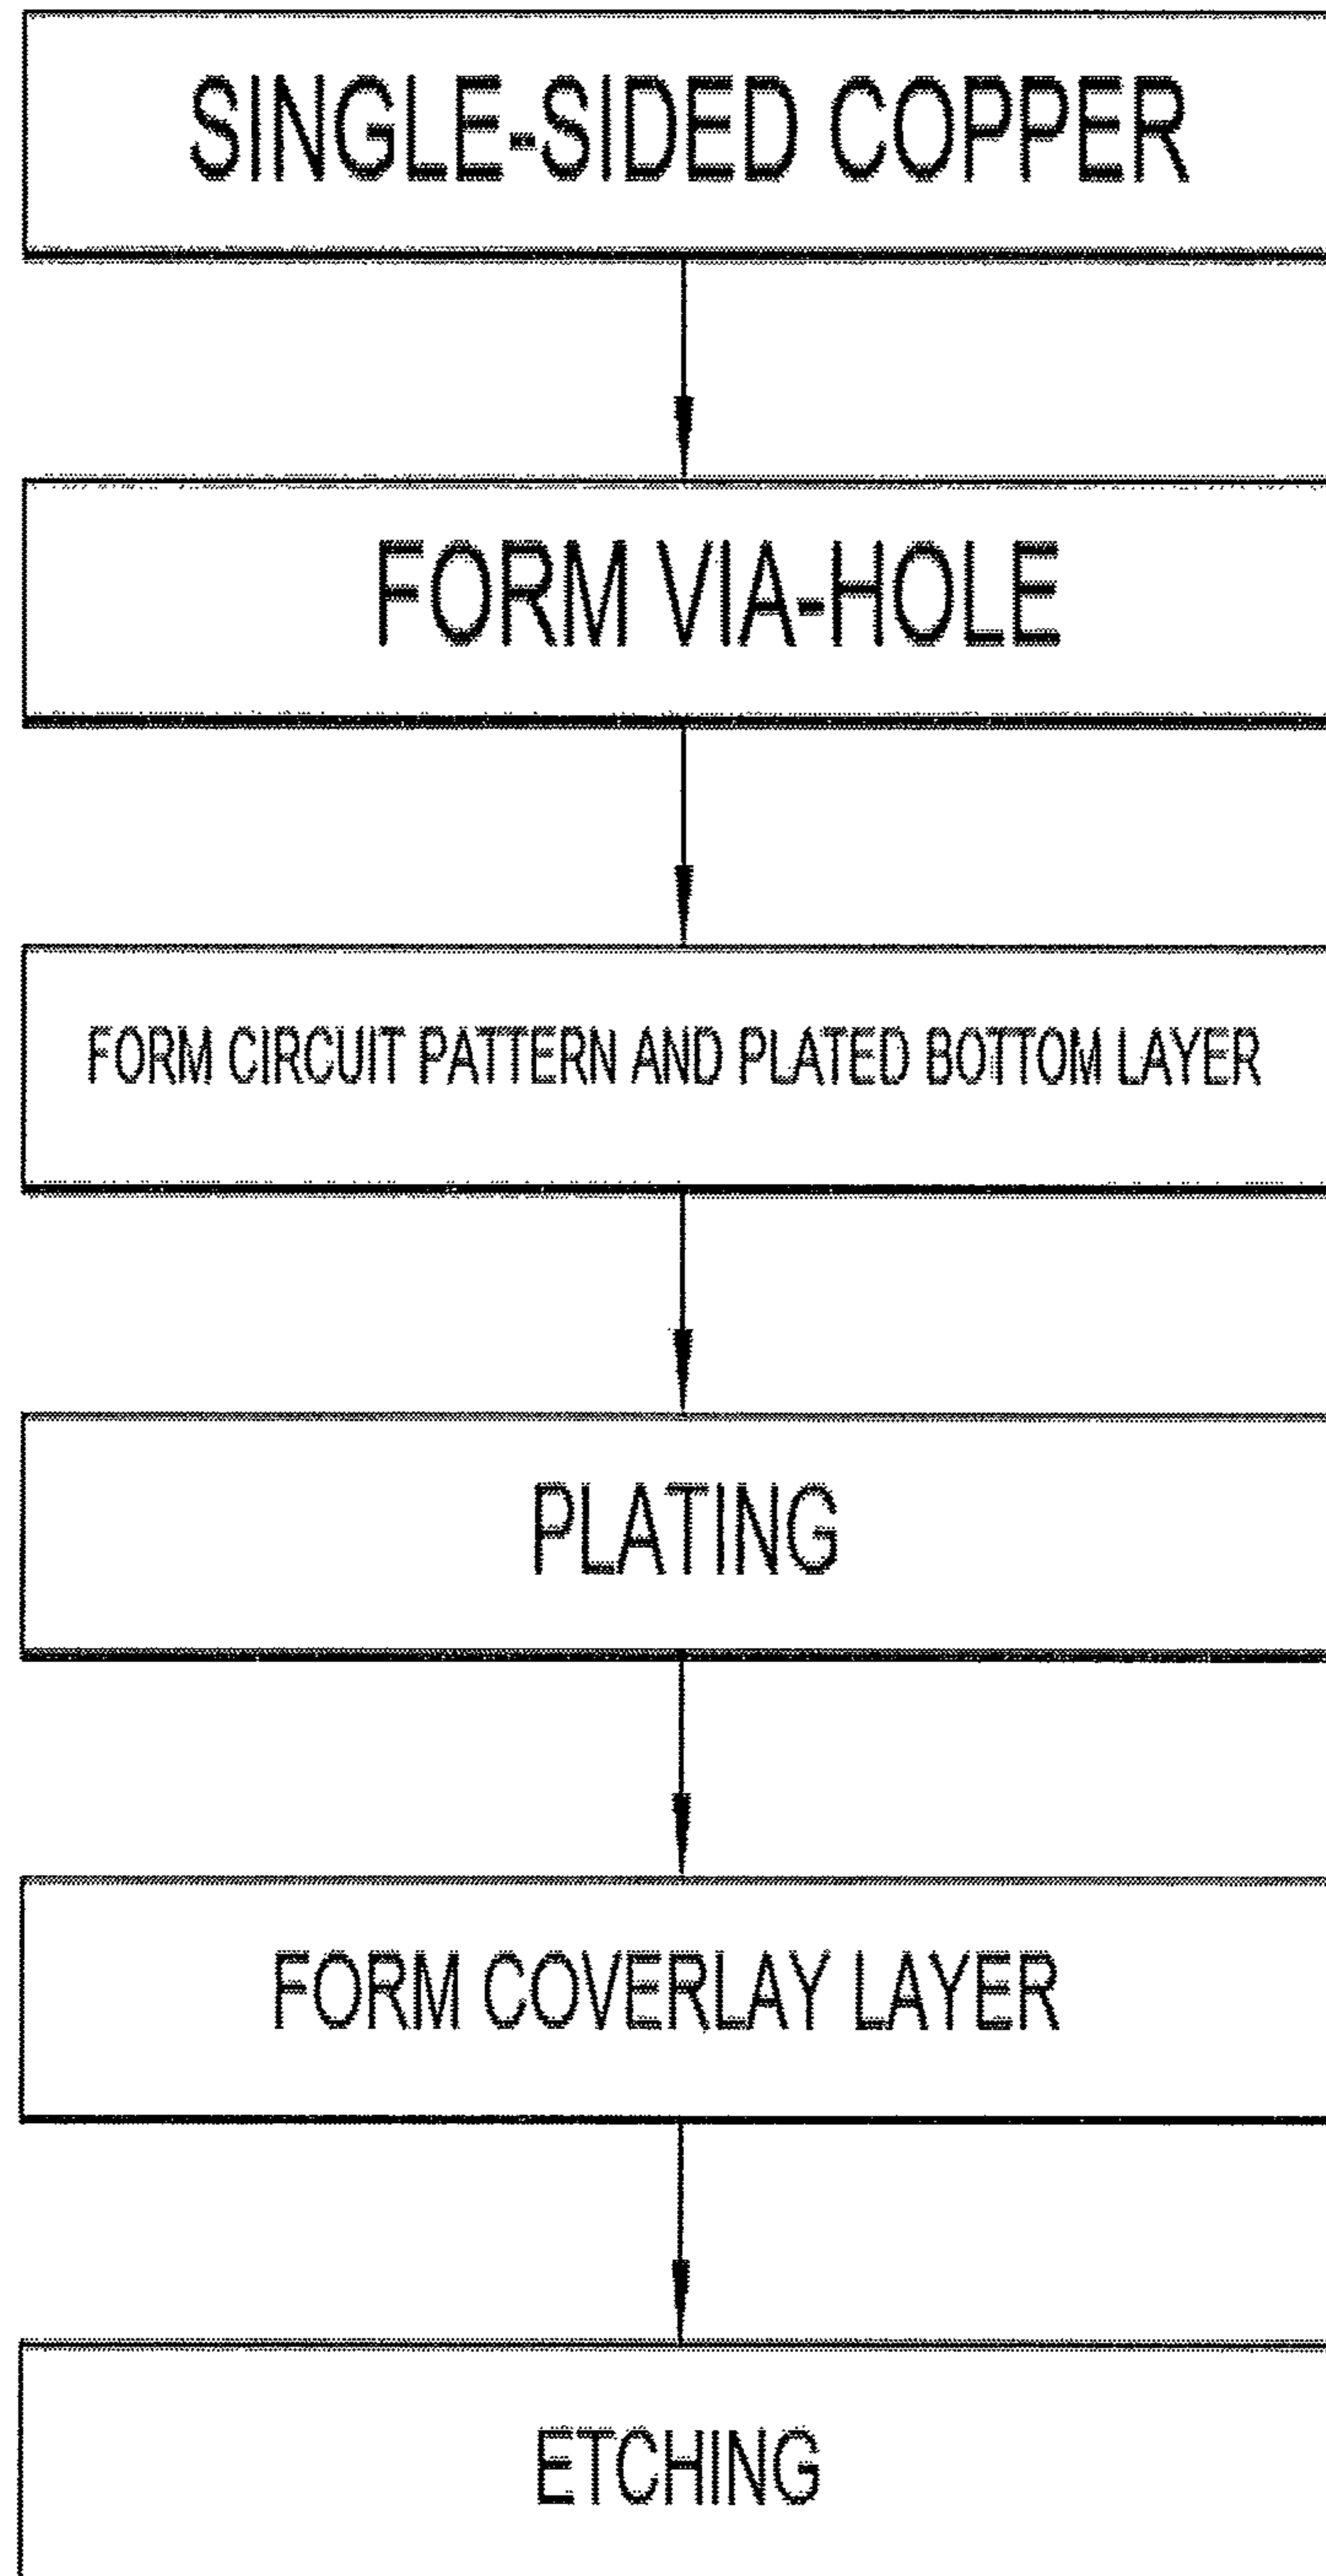 SINGLE-SIDED COPPER
FORM VIA-HOLE
FORM CIRCUIT PATTERN AND PLATED BOTTOM LAYER
PLATING
FORM COVERLAY LAYER
ETCHING